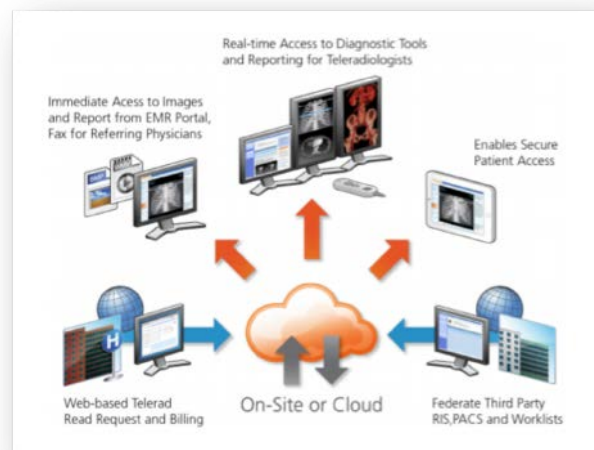 Real-time Access to Diagnostic Tools
and Reporting for Teleradiologists
Immediate Acess to Images
and Report from EMR Portal,
Fax for Referring Physicians
Enables Secure
Patient Access
H
Web-based Telerad
Read Request and Billing
On-Site or Cloud
Federate Third Party
RIS,PACS and Worklists